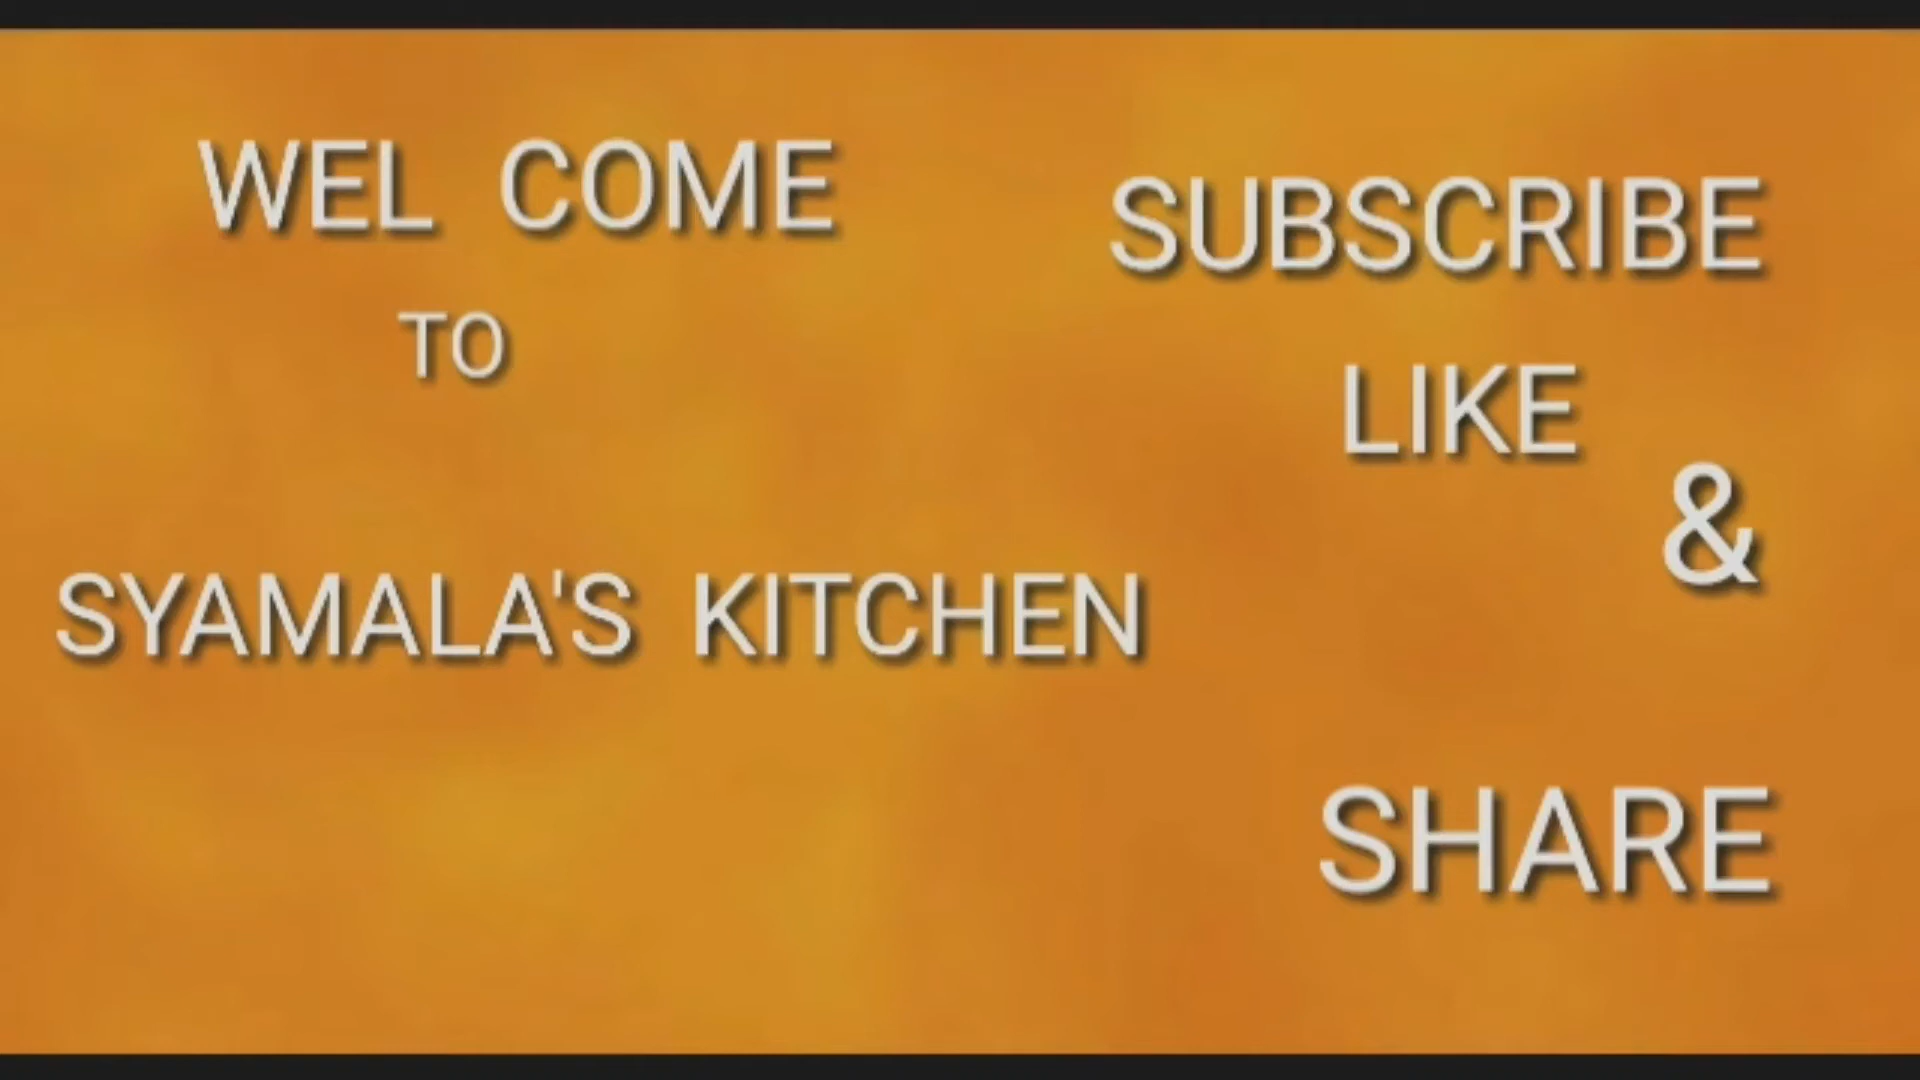 WEL COME
TO
SYAMALA'S KITCHEN
SUBSCRIBE
LIKE
&
SHARE